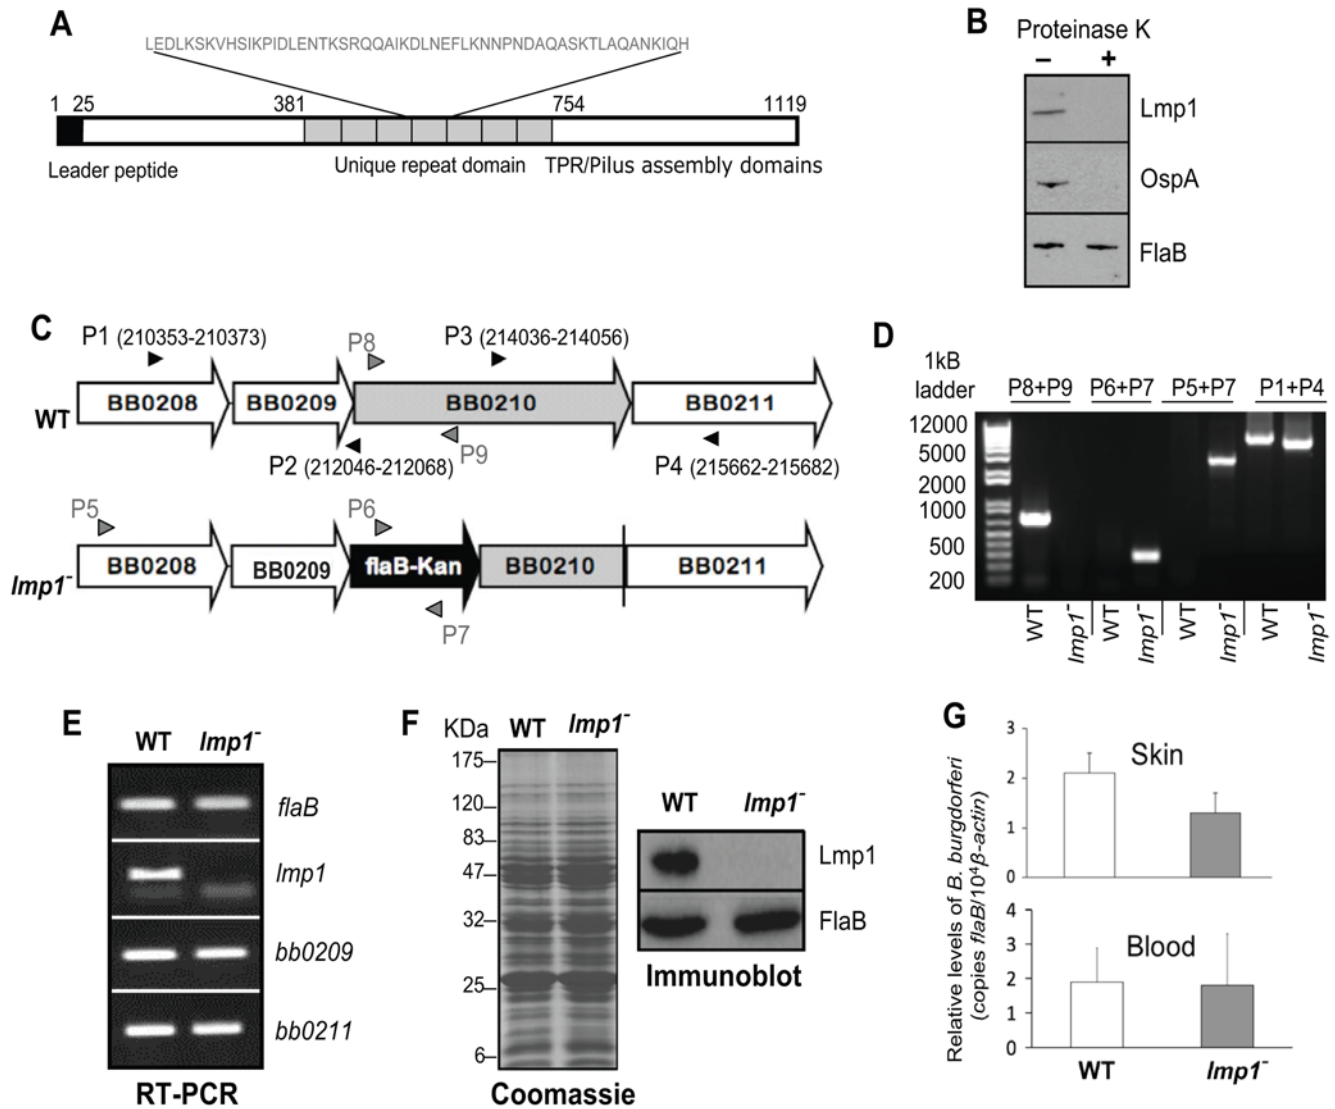 A
LEDLKSKVHSIKPIDLENTKSRQQAIKDLNEFLKNNPNDAQASKTLAQANKIQH
1 25 381 754 1119
Leader peptide Unique repeat domain TPR/Pilus assembly domains
B
Proteinase K
– +
Lmp1
OspA
FlaB
C
P1 (210353-210373) P8 P3 (214036-214056)
WT BB0208 BB0209 BB0210 BB0211
P2 (212046-212068) P9 P4 (215662-215682)
P5 P6
lmp1⁻ BB0208 BB0209 flaB-Kan BB0210 BB0211
P7
D
1kB
ladder P8+P9 P6+P7 P5+P7 P1+P4
12000
5000
2000
1000
500
200
WT lmp1⁻ WT lmp1⁻ WT lmp1⁻ WT lmp1⁻
E
WT lmp1⁻
flaB
lmp1
bb0209
bb0211
RT-PCR
F
KDa WT lmp1⁻
175
120
83
47
32
25
6
Coomassie
WT lmp1⁻
Lmp1
FlaB
Immunoblot
G
Relative levels of B. burgdorferi
(copies flaB/10⁴β-actin)
3
2
1
0
Skin
4
3
2
1
0
Blood
WT lmp1⁻